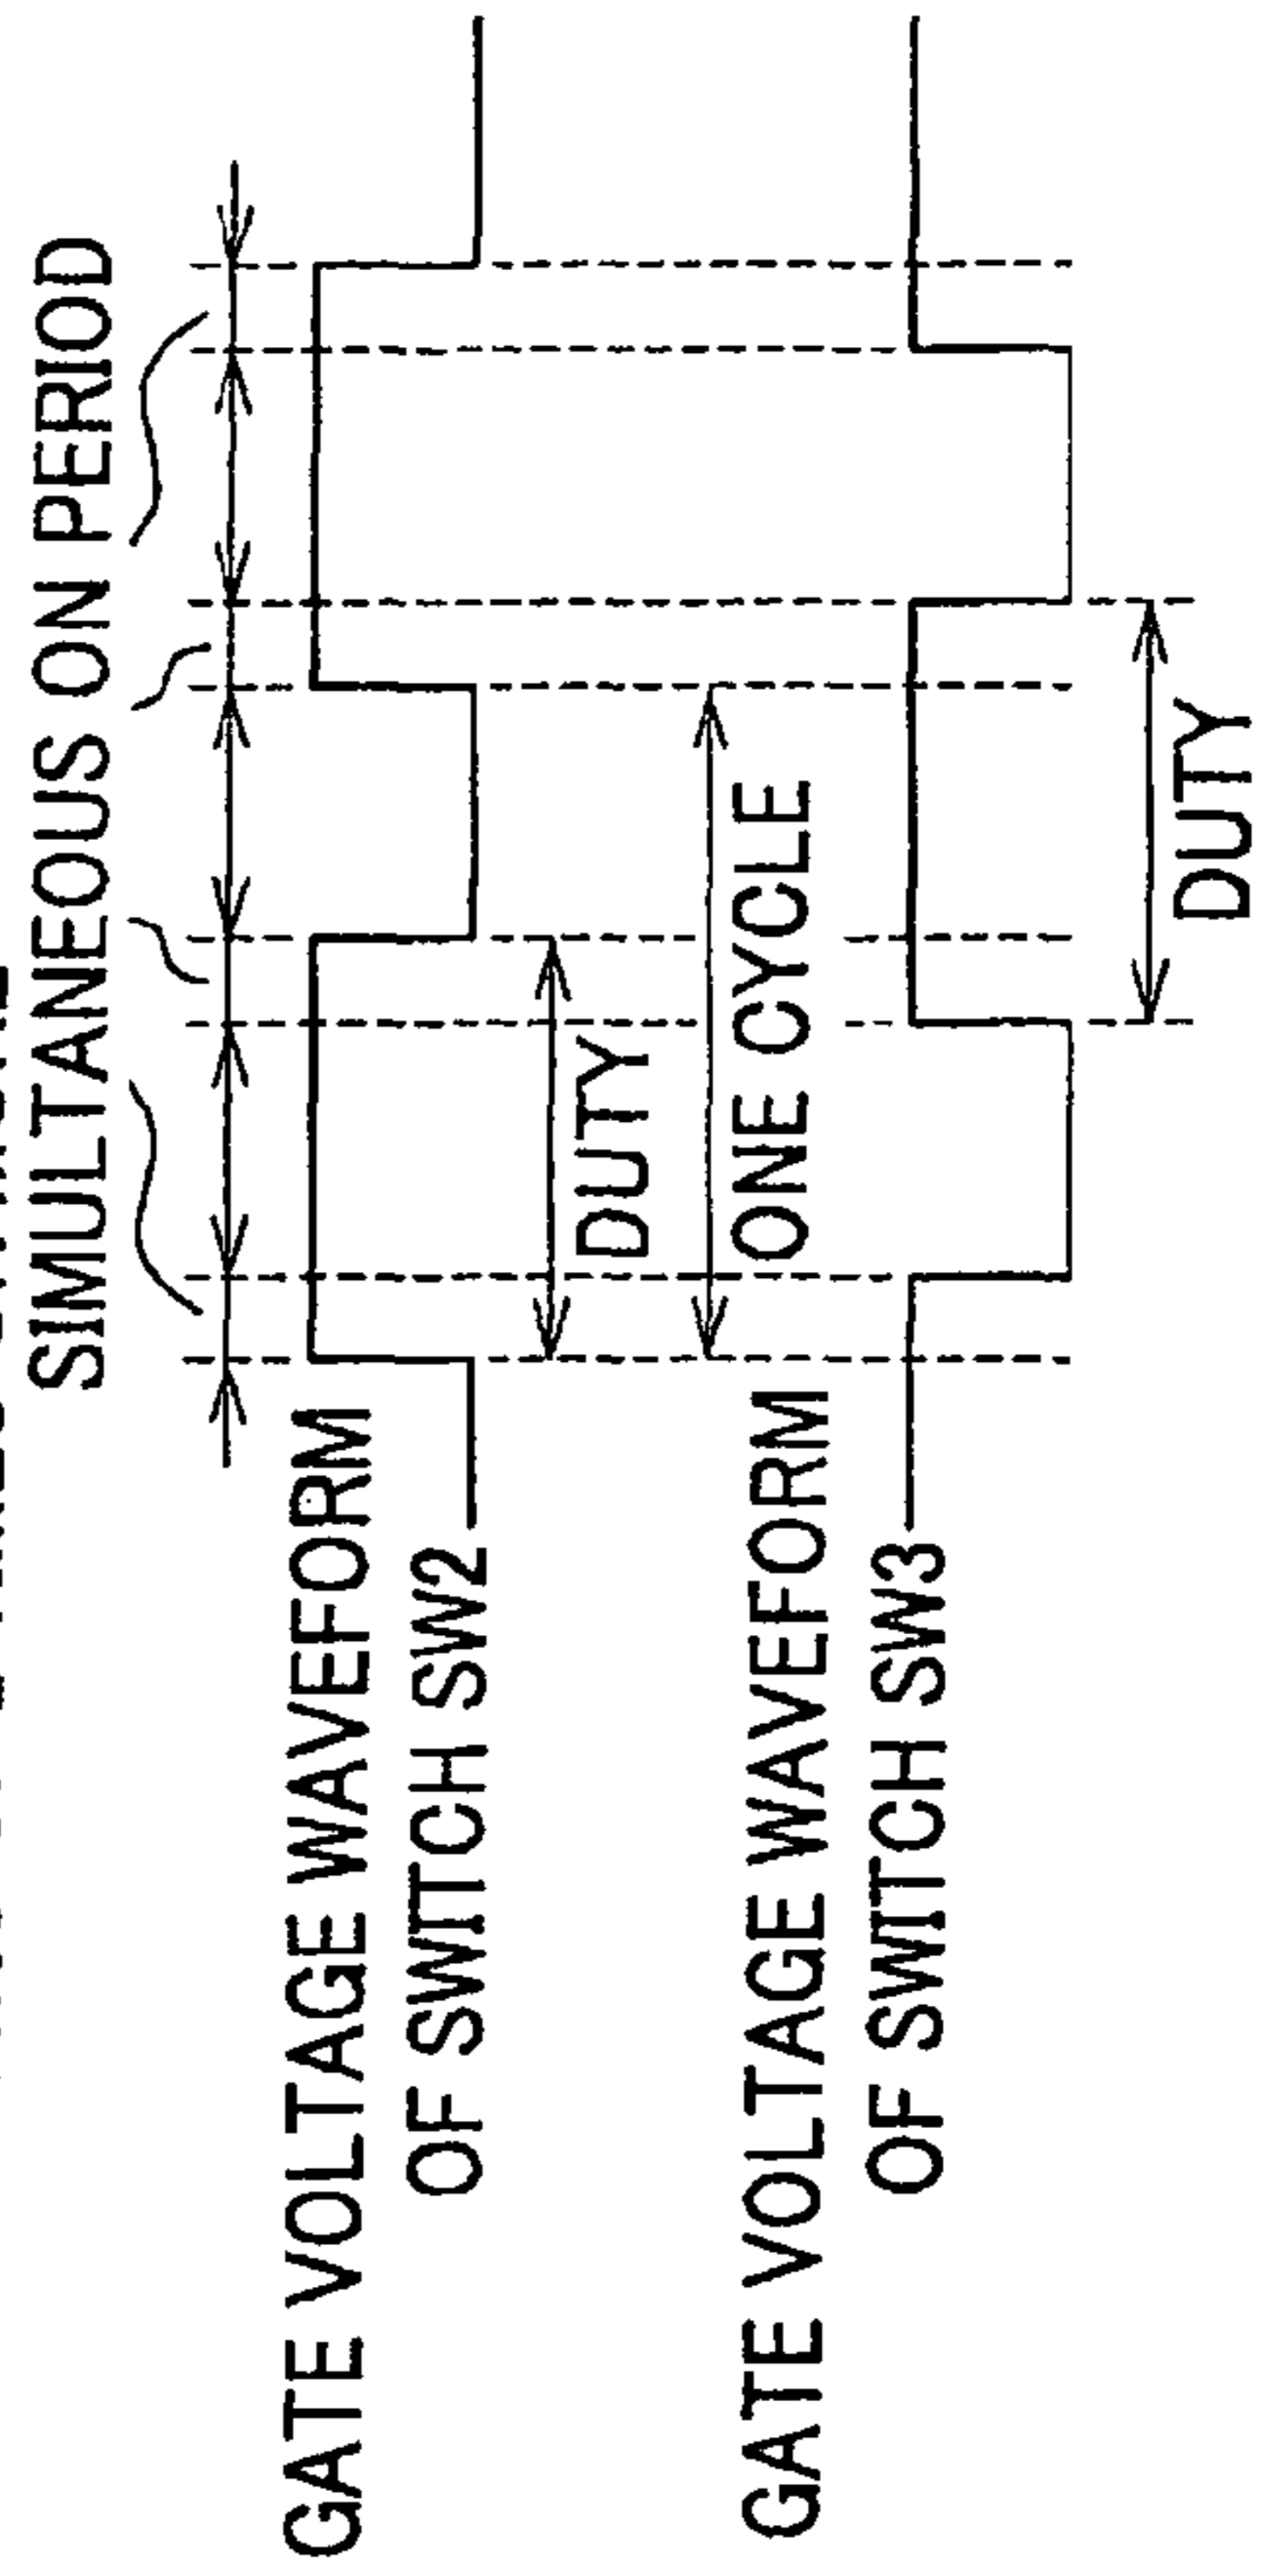 SIMULTANEOUS ON PERIOD
GATE VOLTAGE WAVEFORM
OF SWITCH SW2
DUTY
ONE CYCLE
GATE VOLTAGE WAVEFORM
OF SWITCH SW3
DUTY